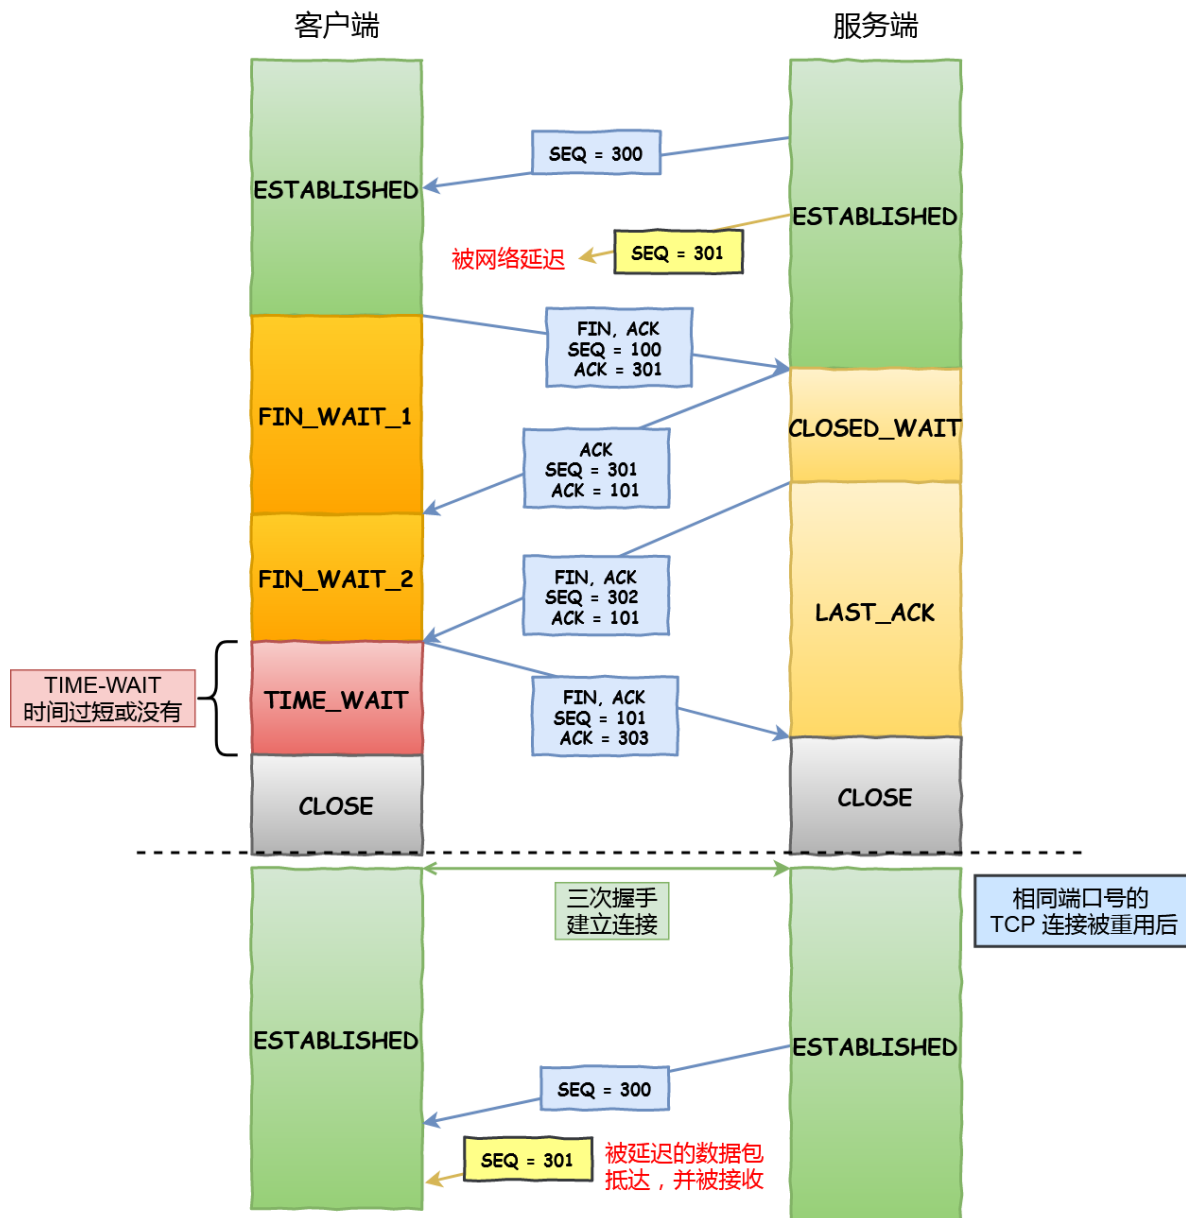 客户端
服务端
SEQ = 300
ESTABLISHED
ESTABLISHED
SEQ = 301
被网络延迟
FIN, ACK
SEQ = 100
ACK = 301
FIN_WAIT_1
CLOSED_WAIT
ACK
SEQ = 301
ACK = 101
FIN_WAIT_2
FIN, ACK
SEQ = 302
ACK = 101
LAST_ACK
TIME-WAIT
时间过短或没有
TIME_WAIT
FIN, ACK
SEQ = 101
ACK = 303
CLOSE
CLOSE
三次握手
建立连接
相同端口号的
TCP 连接被重用后
ESTABLISHED
ESTABLISHED
SEQ = 300
SEQ = 301
被延迟的数据包
抵达，并被接收